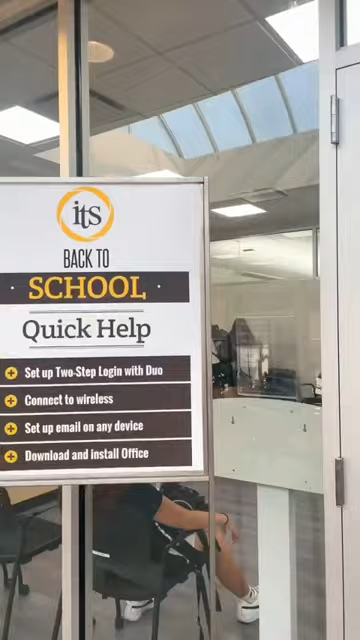 its
BACK TO
· SCHOOL ·
Quick Help
Set up Two-Step Login with Duo
Connect to wireless
Set up email on any device
Download and install Office